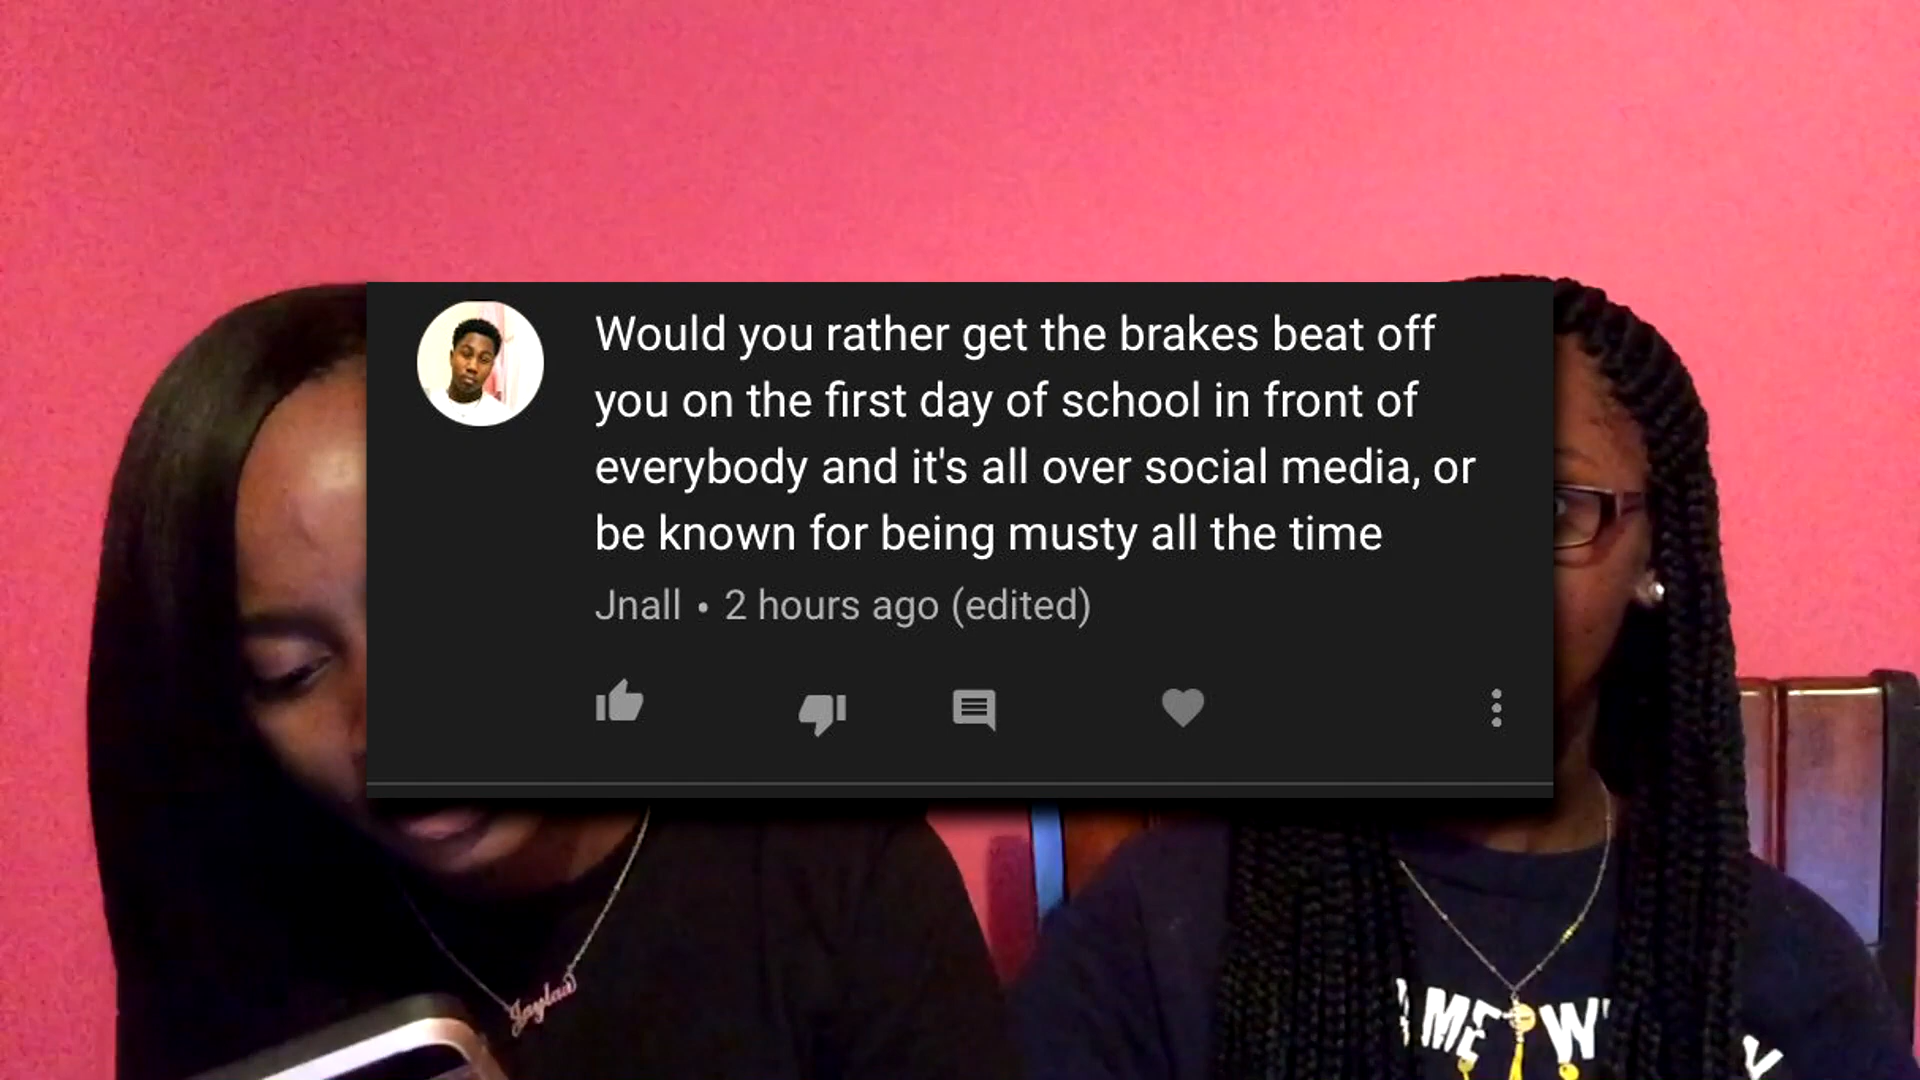 Would you rather get the brakes beat off
you on the first day of school in front of
everybody and it's all over social media, or
be known for being musty all the time
Jnall • 2 hours ago (edited)
Jaylaa
ME W